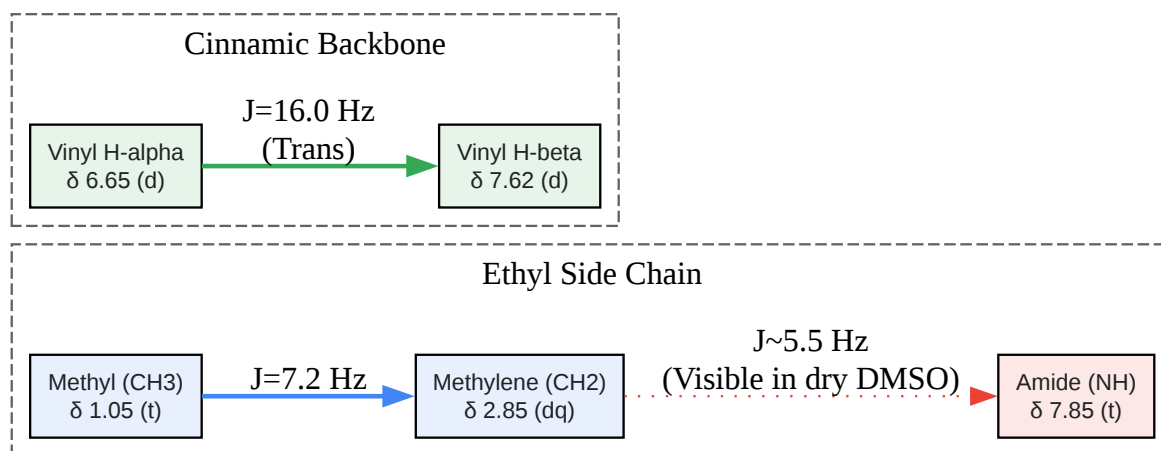 Cinnamic Backbone
J=16.0 Hz
(Trans)
Vinyl H-alpha
δ 6.65 (d)
Vinyl H-beta
δ 7.62 (d)
Ethyl Side Chain
J~5.5 Hz
(Visible in dry DMSO)
J=7.2 Hz
Methyl (CH3)
δ 1.05 (t)
Methylene (CH2)
δ 2.85 (dq)
Amide (NH)
δ 7.85 (t)